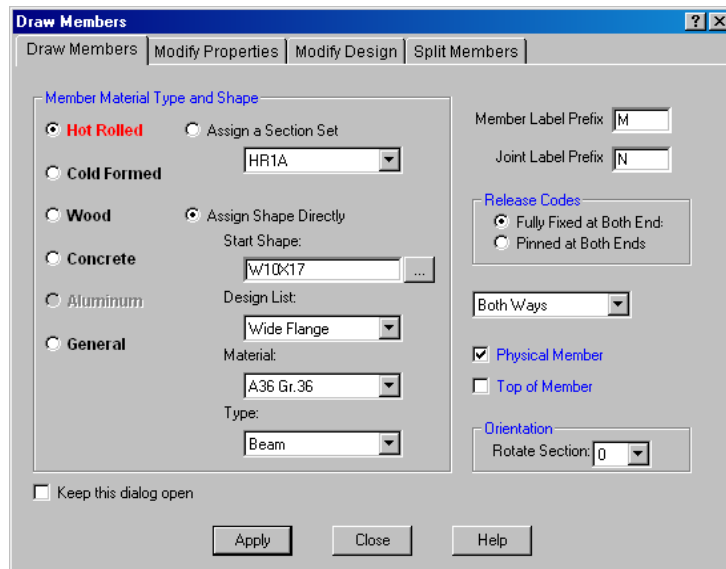 Draw Members
Draw Members Modify Properties Modify Design Split Members
Member Material Type and Shape
Hot Rolled
Cold Formed
Wood
Concrete
Aluminum
General
Assign a Section Set
HR1A
Assign Shape Directly
Start Shape:
W10X17
...
Design List:
Wide Flange
Material:
A36 Gr.36
Type:
Beam
Member Label Prefix M
Joint Label Prefix N
Release Codes
Fully Fixed at Both End:
Pinned at Both Ends
Both Ways
Physical Member
Top of Member
Orientation
Rotate Section: 0
Keep this dialog open
Apply Close Help